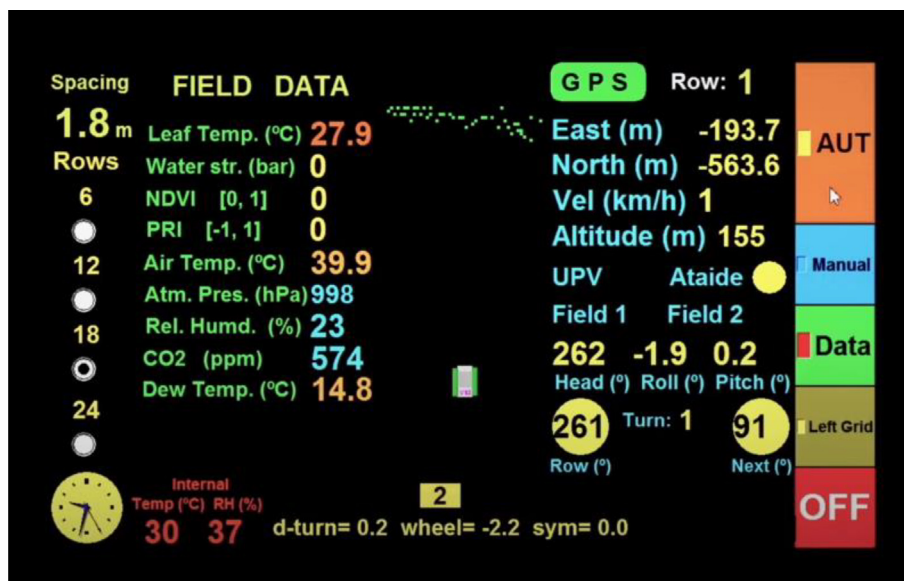 Spacing
1.8 m
Rows
6
12
18
24
FIELD DATA
Leaf Temp. (ºC) 27.9
Water str. (bar) 0
NDVI [0, 1] 0
PRI [-1, 1] 0
Air Temp. (ºC) 39.9
Atm. Pres. (hPa) 998
Rel. Humd. (%) 23
CO2 (ppm) 574
Dew Temp. (ºC) 14.8
GPS Row: 1
East (m) -193.7
North (m) -563.6
Vel (km/h) 1
Altitude (m) 155
UPV Ataide
Field 1 Field 2
262 -1.9 0.2
Head (º) Roll (º) Pitch (º)
261 Turn: 1 91
Row (º) Next (º)
AUT
Manual
Data
Left Grid
OFF
Internal
Temp (ºC) RH (%)
30 37
2
d-turn= 0.2 wheel= -2.2 sym= 0.0